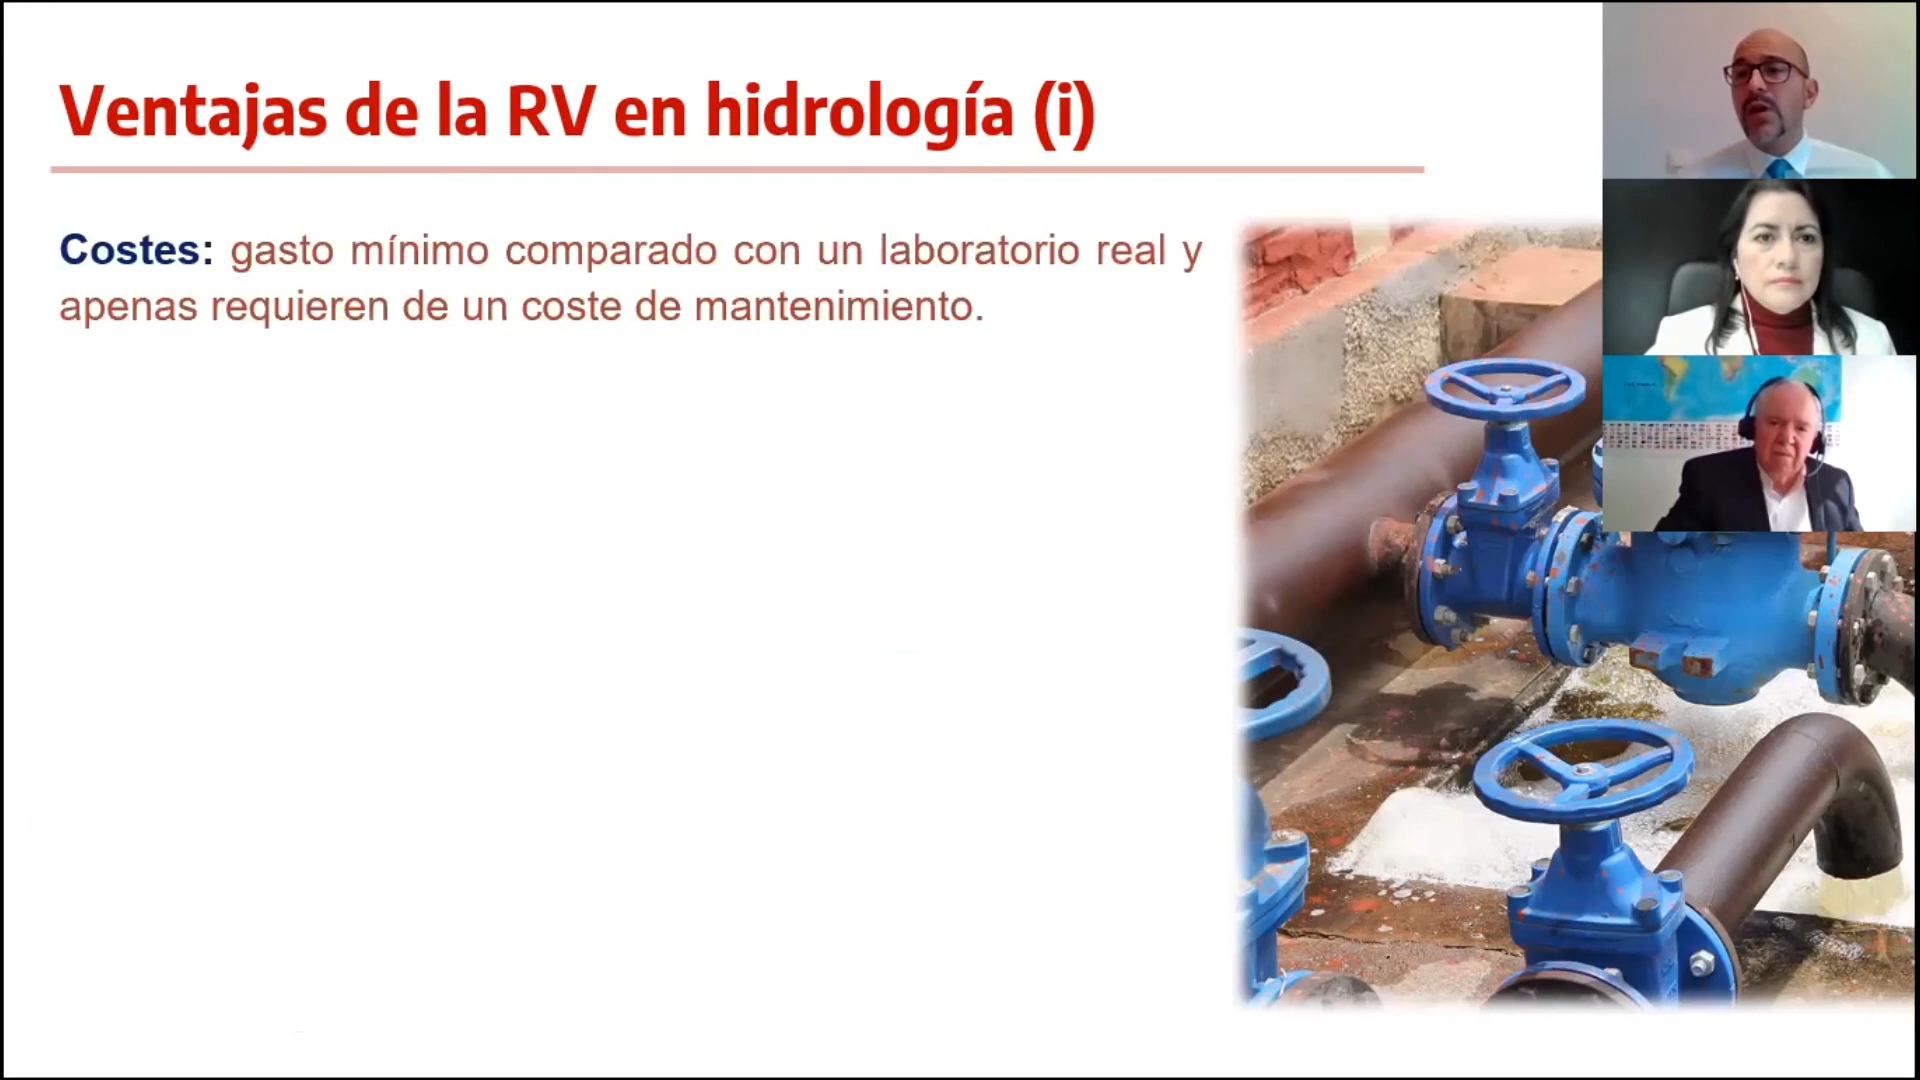 Ventajas de la RV en hidrología (i)
Costes: gasto mínimo comparado con un laboratorio real y
apenas requieren de un coste de mantenimiento.